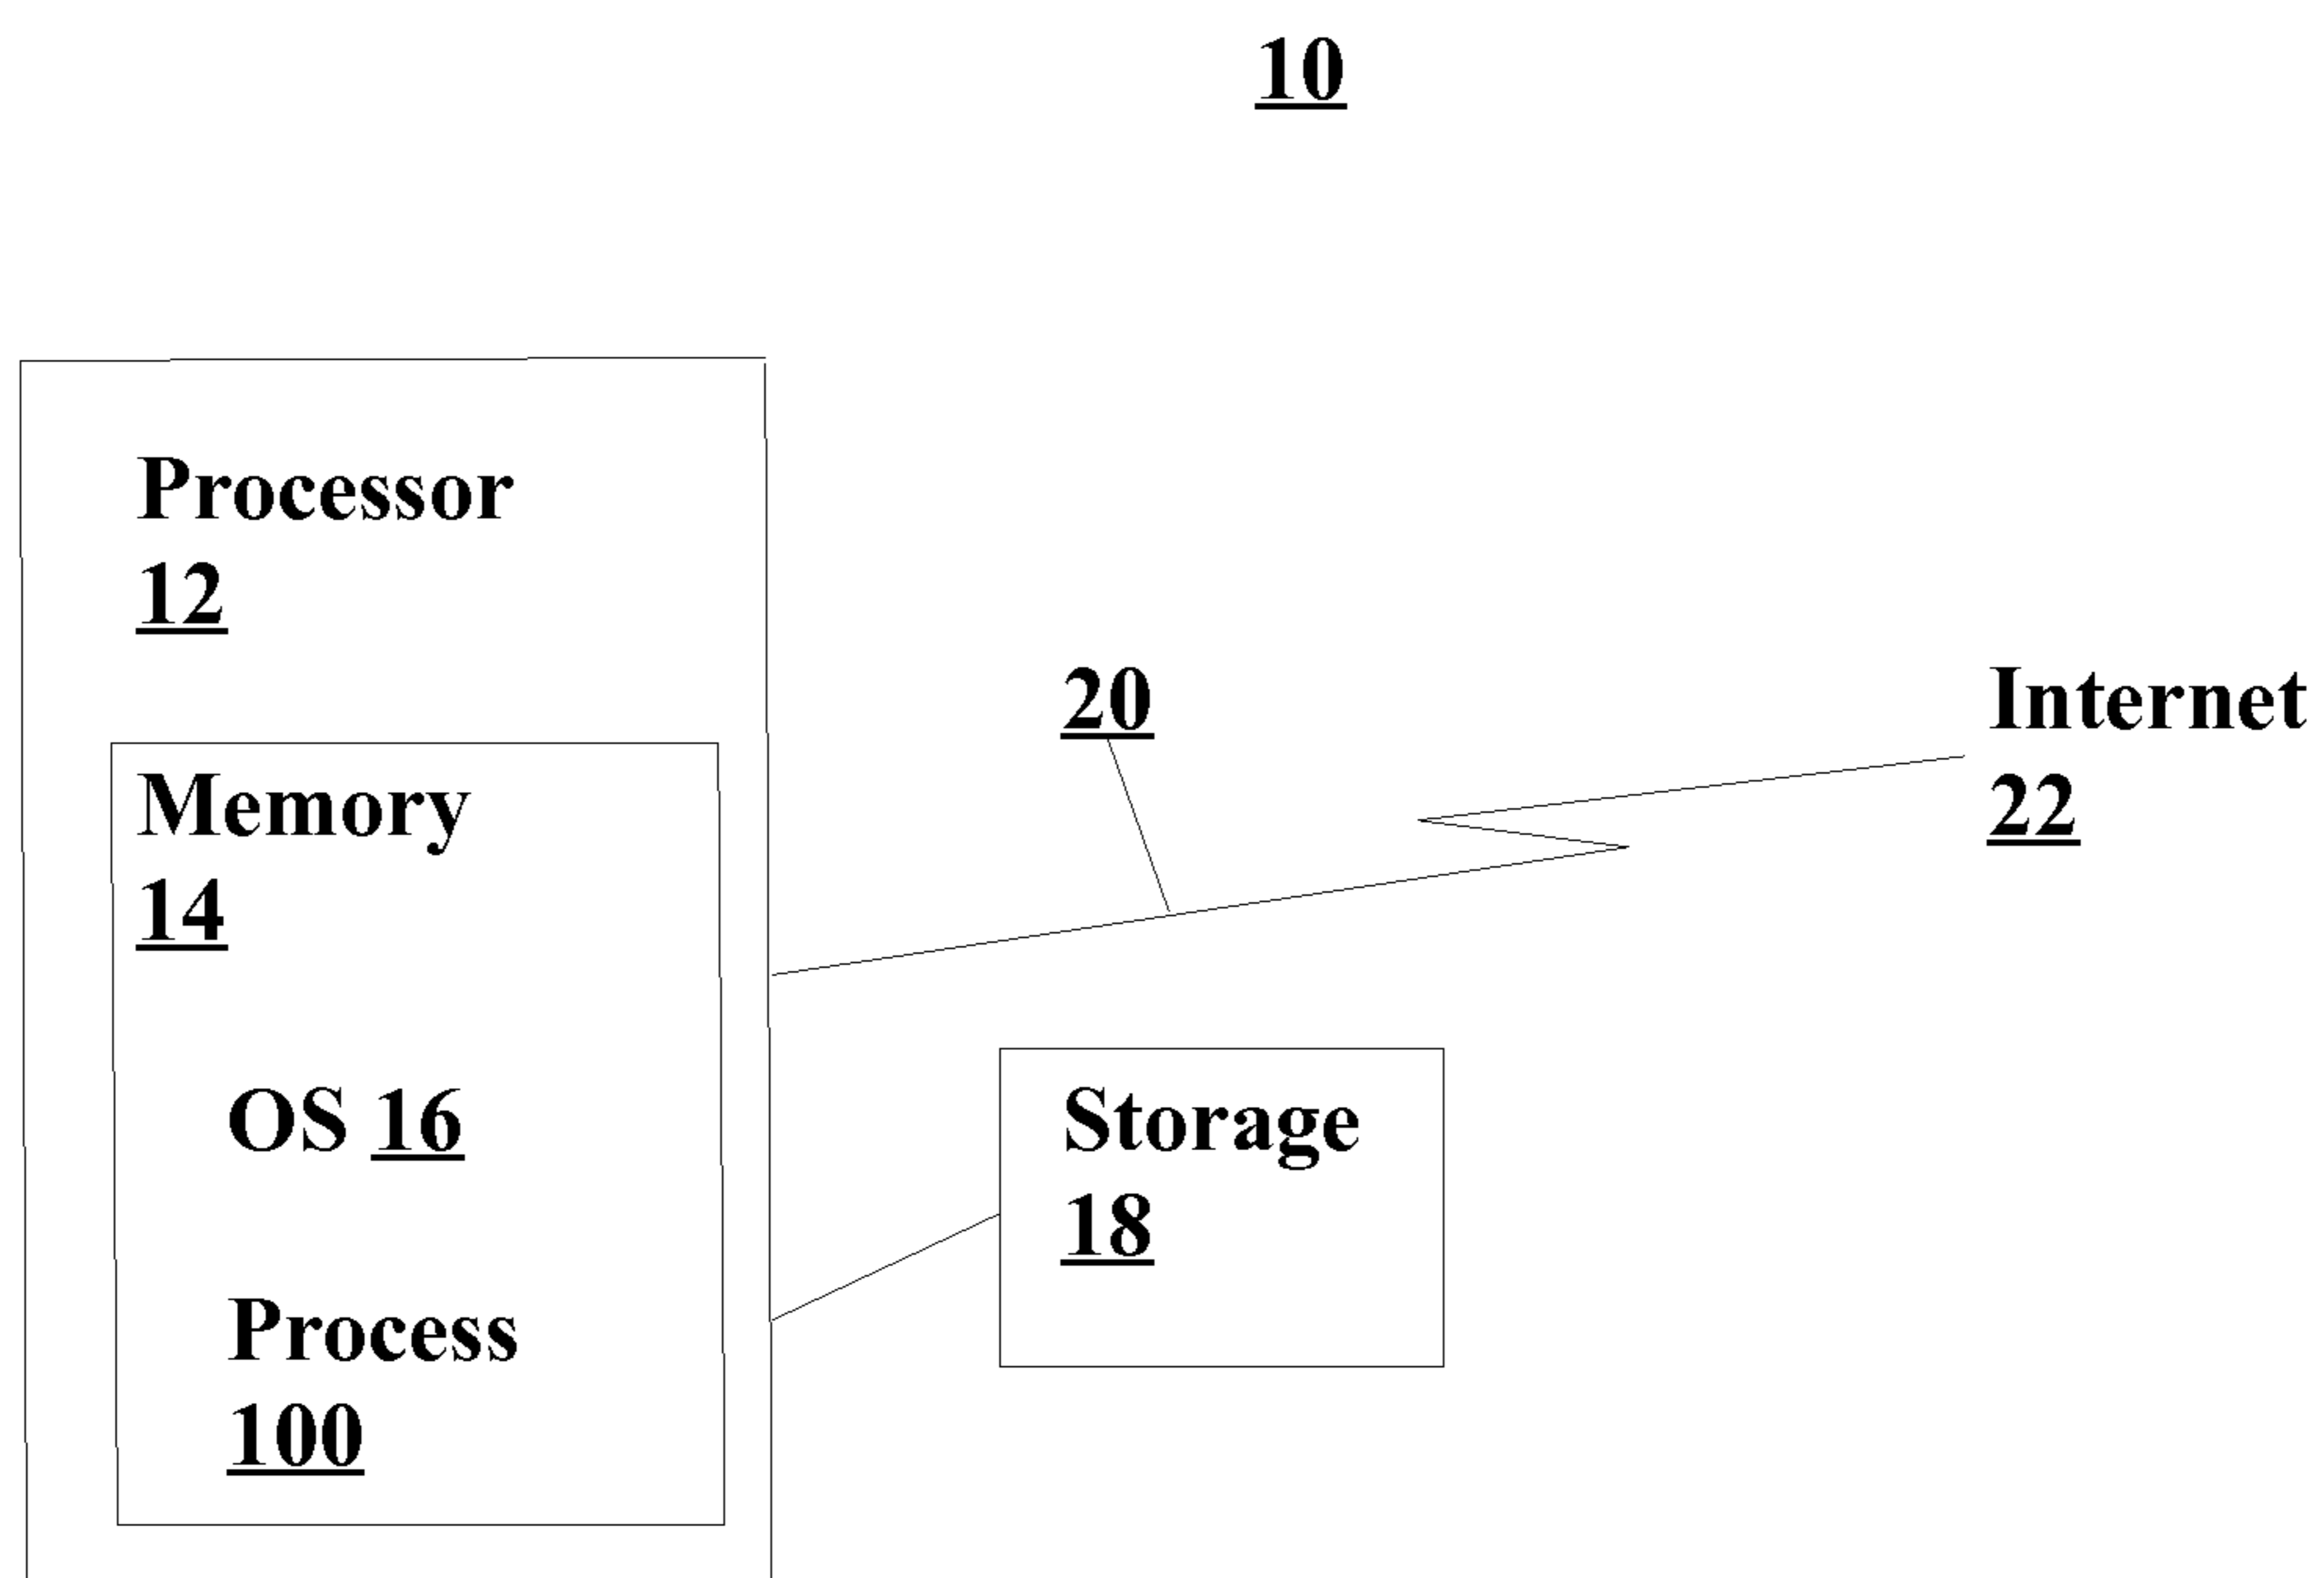 10
Processor
12
20
Internet
22
Memory
14
OS 16
Storage
18
Process
100